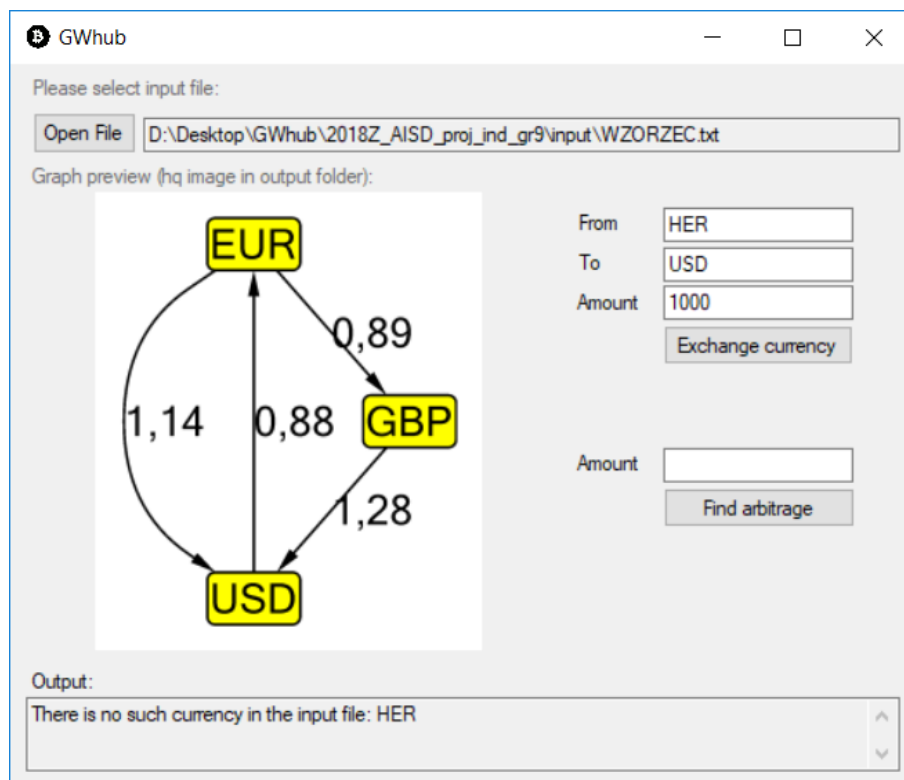 GWhub
Please select input file:
Open File
D:\Desktop\GWhub\2018Z_AISD_proj_ind_gr9\input\WZORZEC.txt
Graph preview (hq image in output folder):
EUR
0,89
1,14
0,88
GBP
1,28
USD
From
HER
To
USD
Amount
1000
Exchange currency
Amount
Find arbitrage
Output:
There is no such currency in the input file: HER